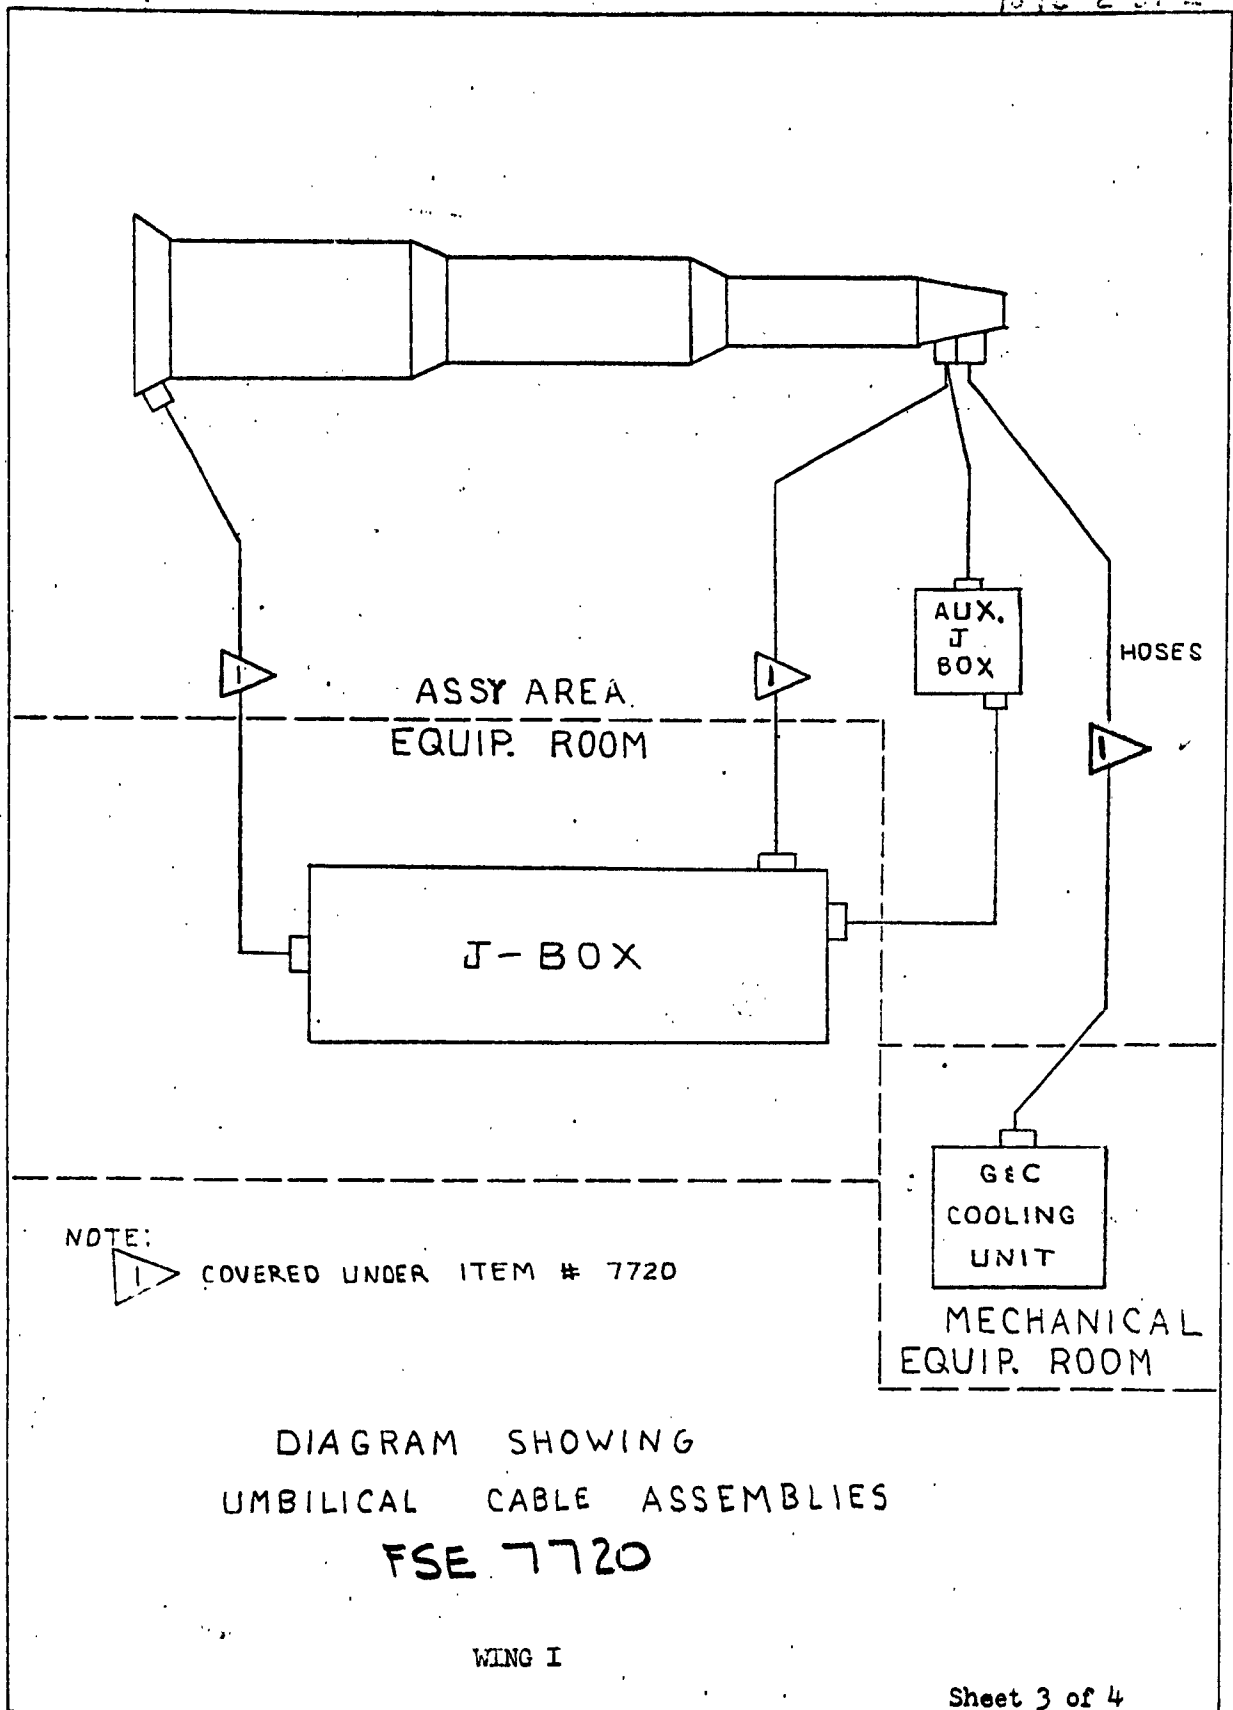 AUX.
J
BOX
HOSES
1
1
1
ASSY AREA.
EQUIP. ROOM
J-BOX
G&C
COOLING
UNIT
MECHANICAL
EQUIP. ROOM
NOTE:
1 COVERED UNDER ITEM # 7720
DIAGRAM SHOWING
UMBILICAL CABLE ASSEMBLIES
FSE 7720
WING I
Sheet 3 of 4